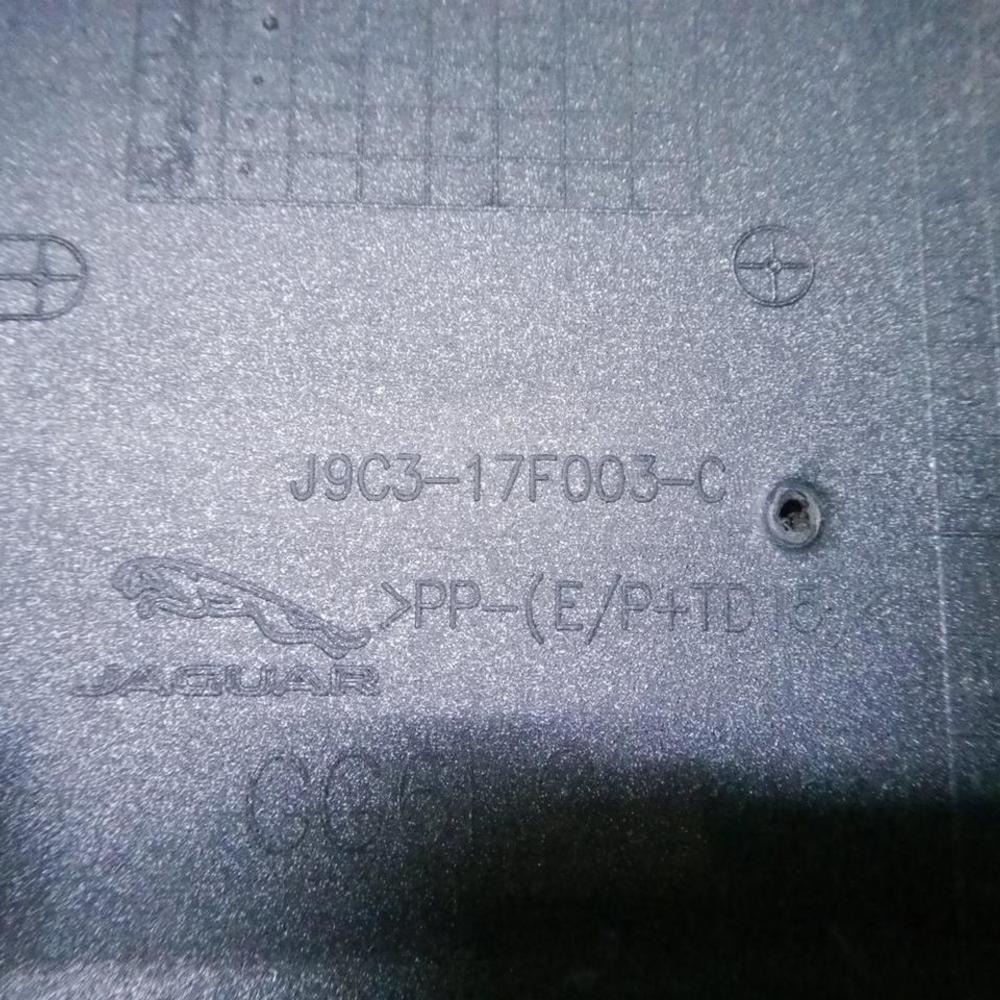 J9C3-17F003-C
>PP-(E/P+TD15)<
JAGUAR